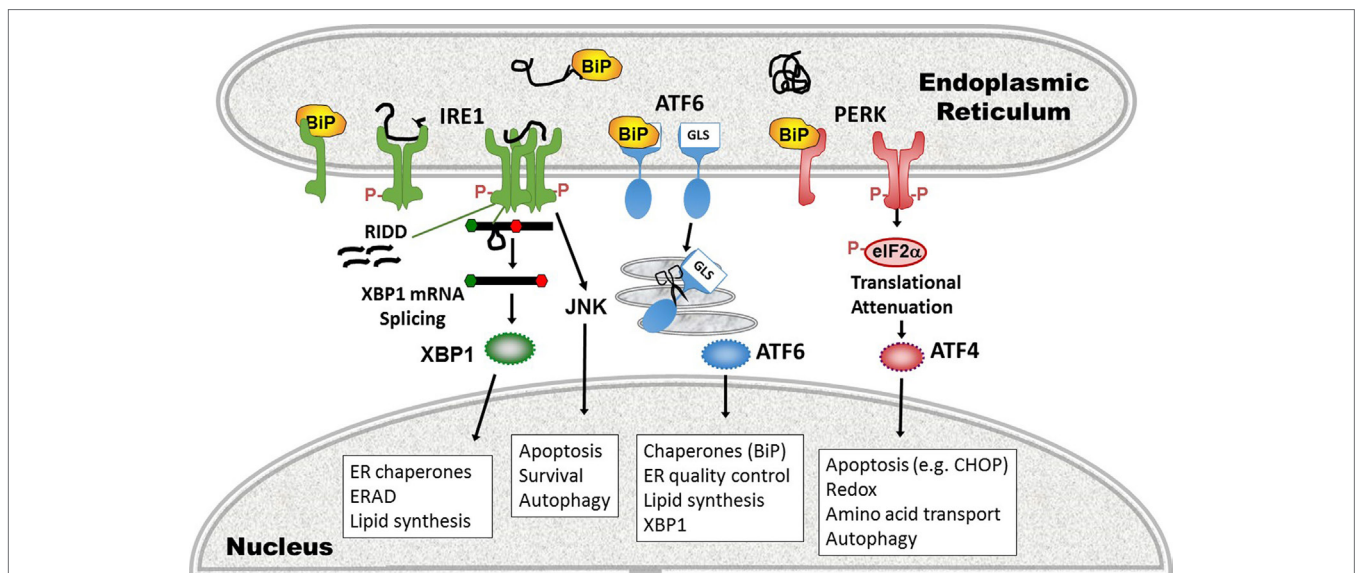 BiP
Endoplasmic
Reticulum
BiP
IRE1
ATF6
BiP
GLS
BiP
PERK
P-
P-
-P
P-
-P
RIDD
P-
eIF2α
GLS
XBP1 mRNA
Splicing
JNK
Translational
Attenuation
XBP1
ATF6
ATF4
ER chaperones
ERAD
Lipid synthesis
Apoptosis
Survival
Autophagy
Chaperones (BiP)
ER quality control
Lipid synthesis
XBP1
Apoptosis (e.g. CHOP)
Redox
Amino acid transport
Autophagy
Nucleus